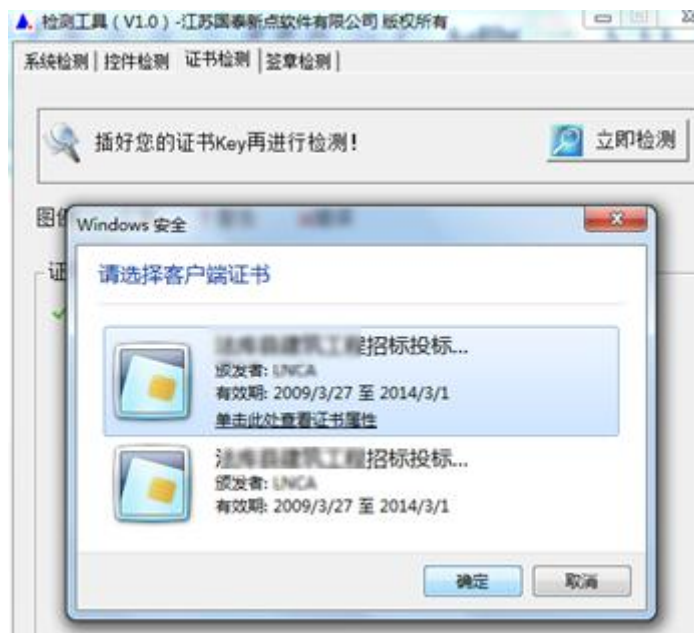 检测工具（V1.0）-江苏国泰新点软件有限公司 版权所有
系统检测 控件检测 证书检测 签章检测
插好您的证书Key再进行检测！
立即检测
Windows 安全
请选择客户端证书
招标投标...
颁发者: LNCA
有效期: 2009/3/27 至 2014/3/1
单击此处查看证书属性
招标投标...
颁发者: LNCA
有效期: 2009/3/27 至 2014/3/1
确定
取消